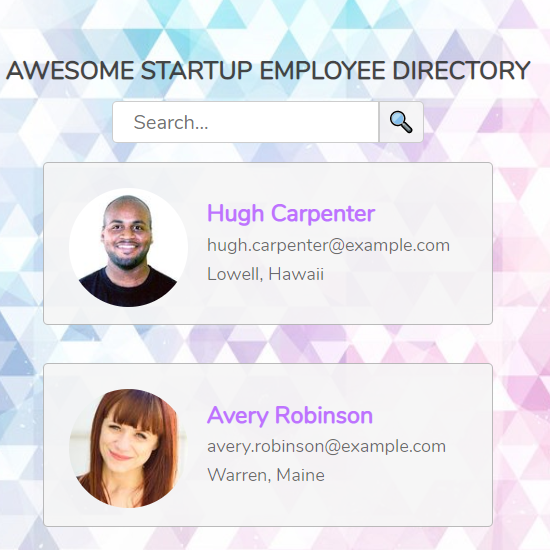 AWESOME STARTUP EMPLOYEE DIRECTORY
Search...
Hugh Carpenter
hugh.carpenter@example.com
Lowell, Hawaii
Avery Robinson
avery.robinson@example.com
Warren, Maine